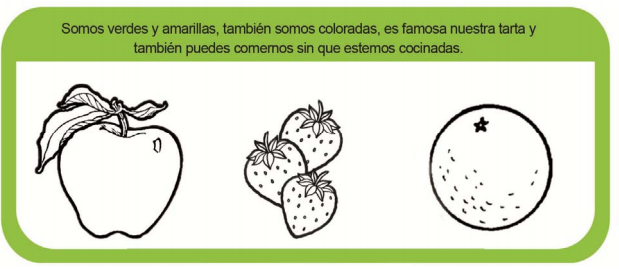 Somos verdes y amarillas, también somos coloradas, es famosa nuestra tarta y
también puedes comernos sin que estemos cocinadas.